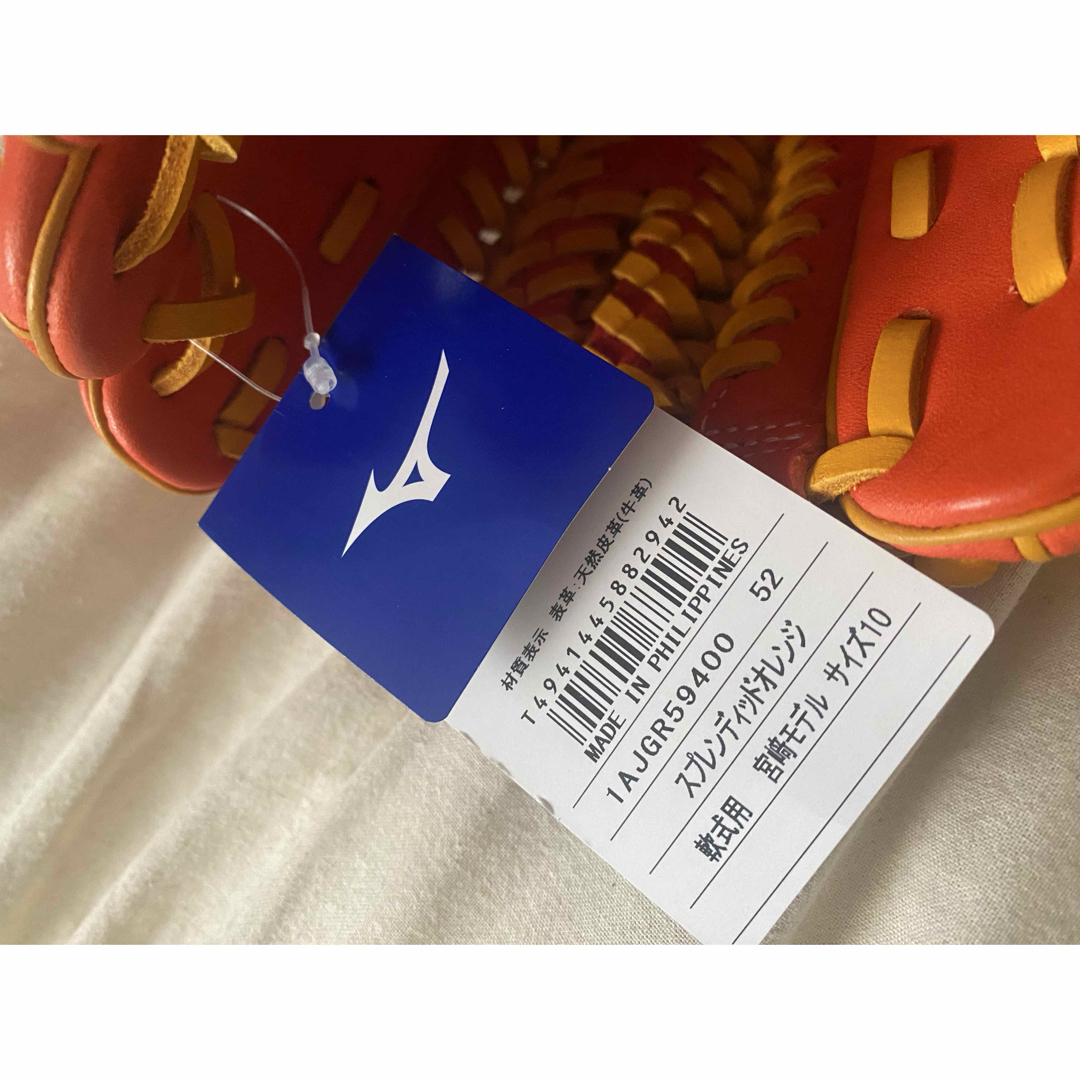 材質表示 表革:天然皮革(牛革)
T4941445882942
MADE IN PHILIPPINES
1AJGR59400 52
スプレンディッドオレンジ
軟式用 宮﨑モデル サイズ10